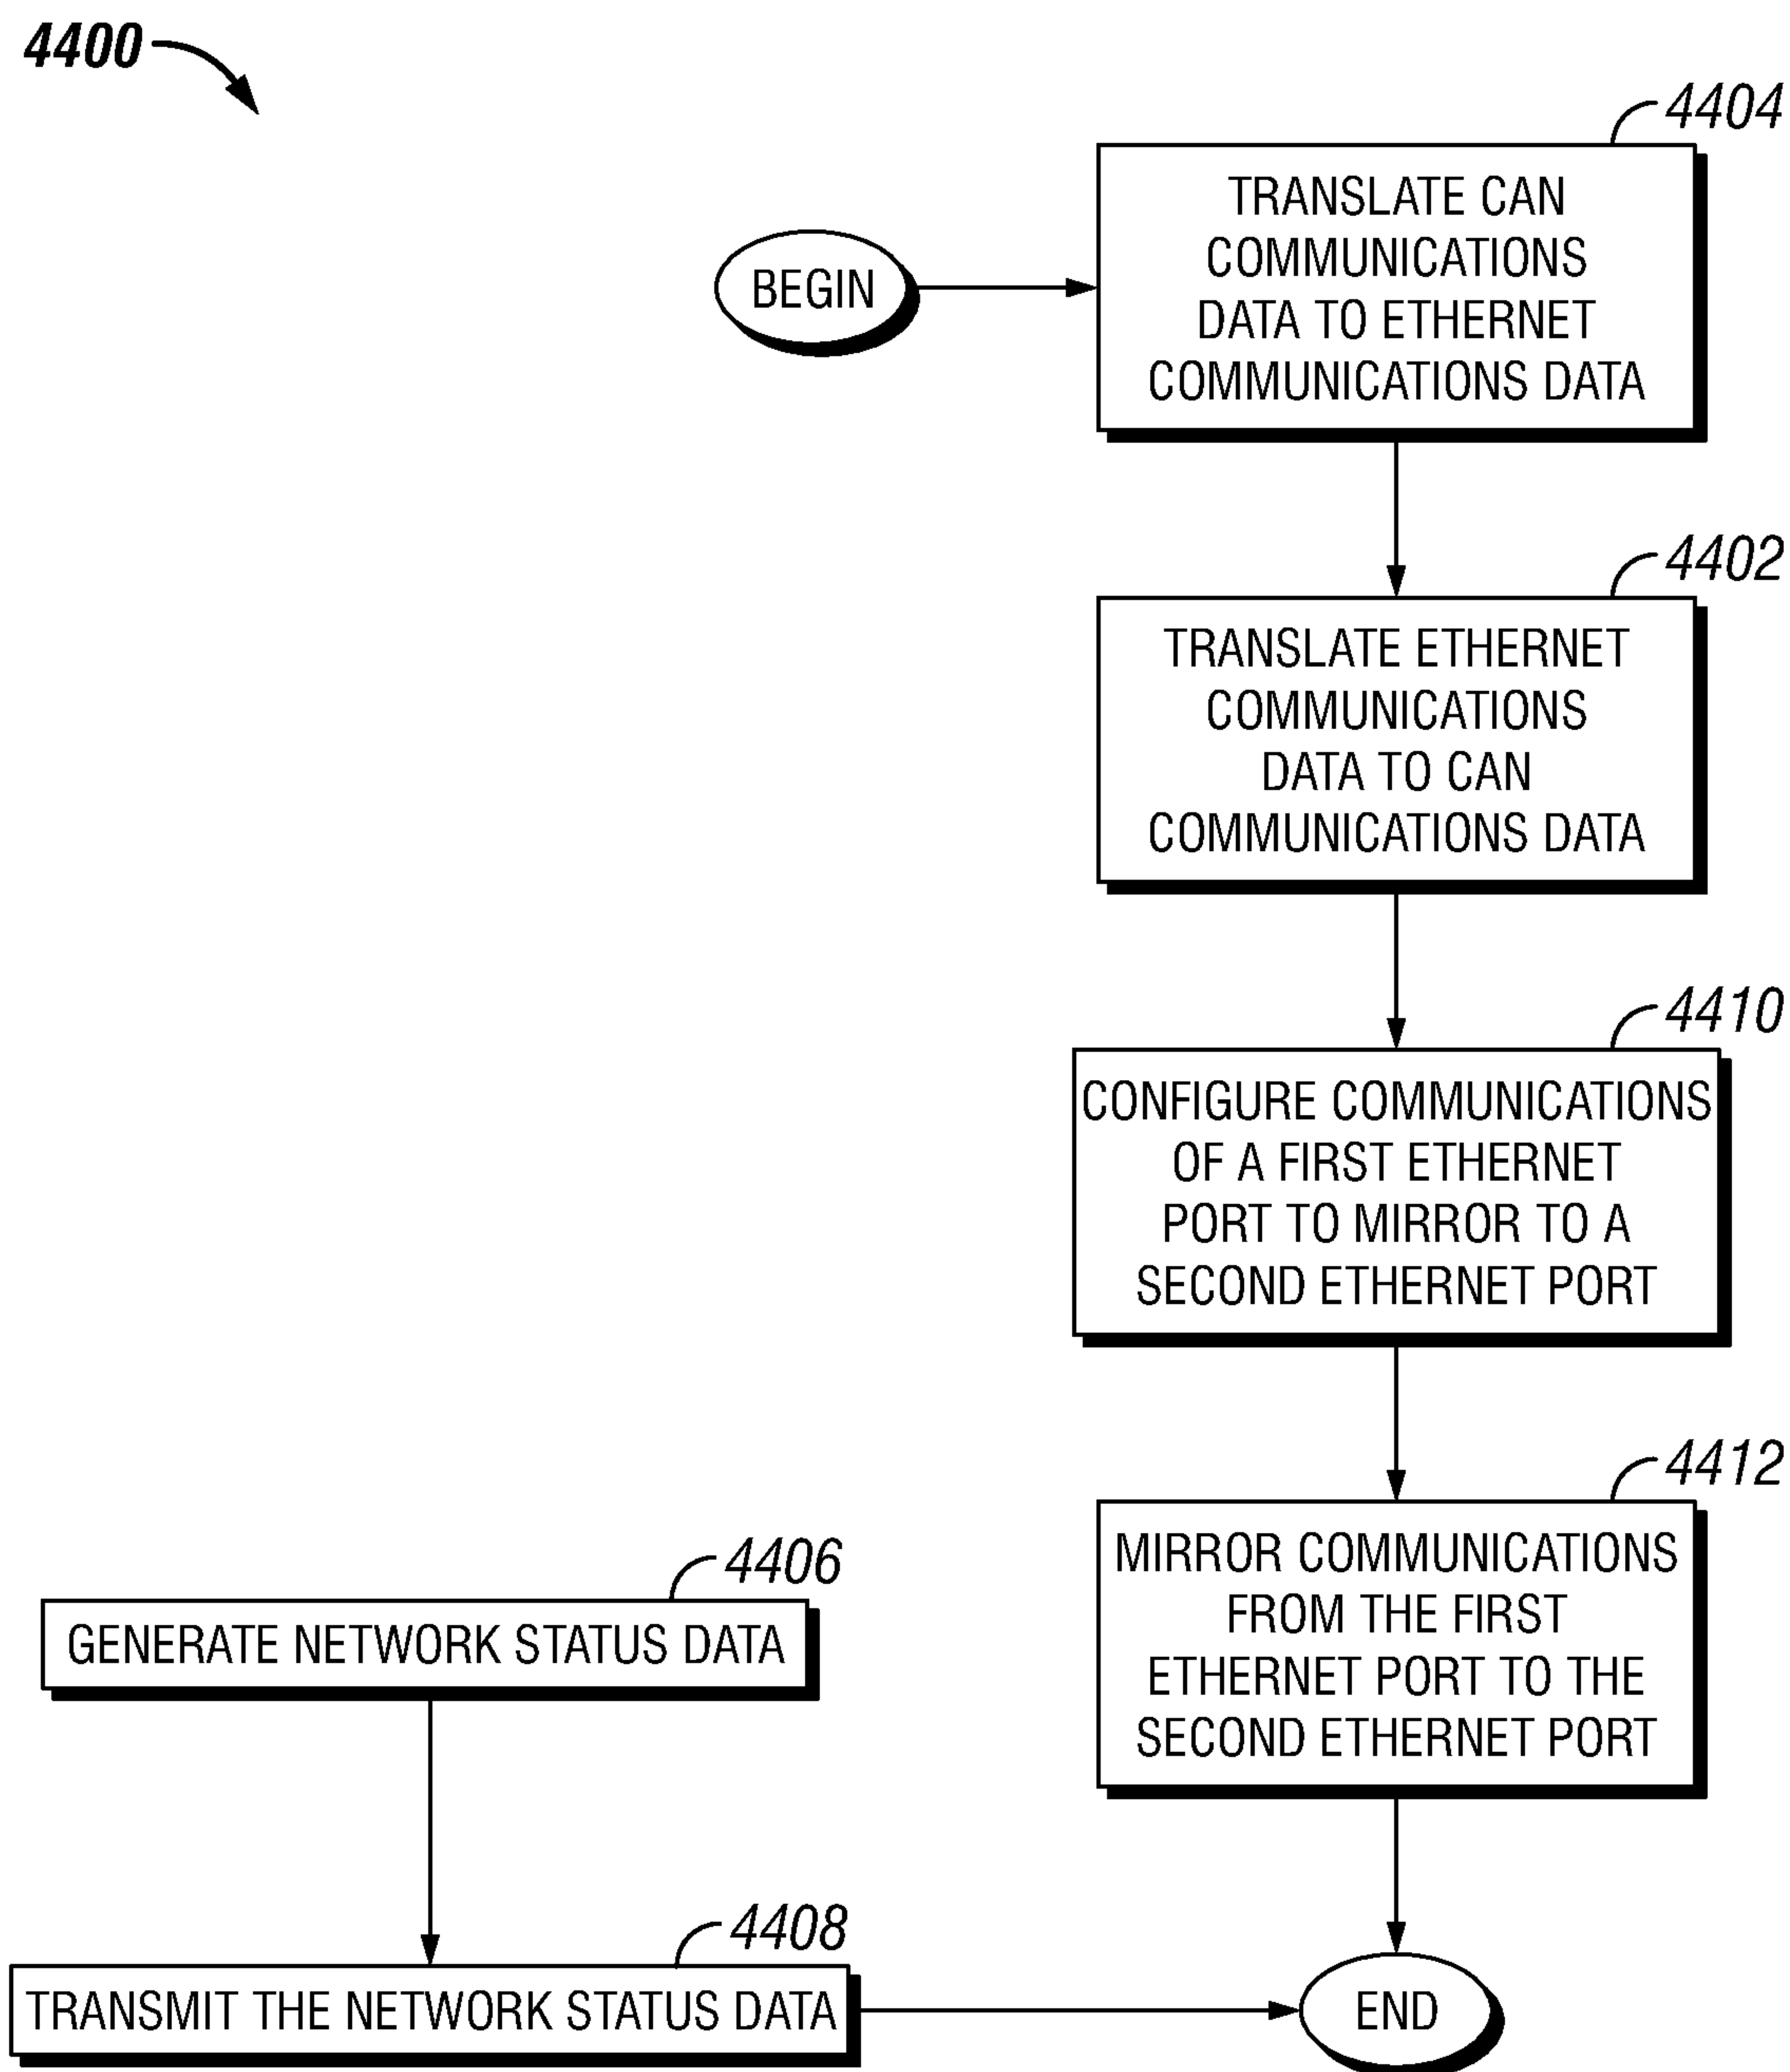 4400
4404
BEGIN
TRANSLATE CAN
COMMUNICATIONS
DATA TO ETHERNET
COMMUNICATIONS DATA
4402
TRANSLATE ETHERNET
COMMUNICATIONS
DATA TO CAN
COMMUNICATIONS DATA
4410
CONFIGURE COMMUNICATIONS
OF A FIRST ETHERNET
PORT TO MIRROR TO A
SECOND ETHERNET PORT
4412
MIRROR COMMUNICATIONS
FROM THE FIRST
ETHERNET PORT TO THE
SECOND ETHERNET PORT
4406
GENERATE NETWORK STATUS DATA
4408
TRANSMIT THE NETWORK STATUS DATA
END